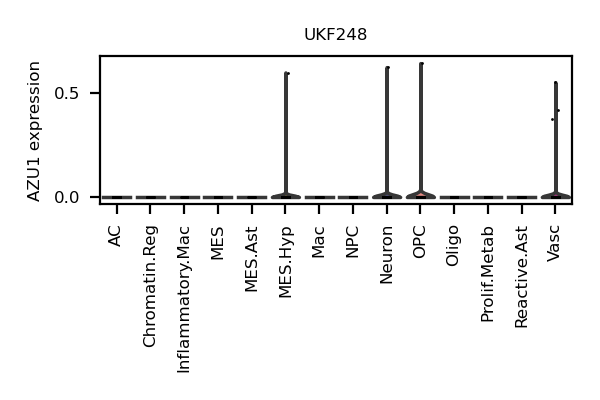 UKF248
AZU1 expression
0.5
0.0
AC
Chromatin.Reg
Inflammatory.Mac
MES
MES.Ast
MES.Hyp
Mac
NPC
Neuron
OPC
Oligo
Prolif.Metab
Reactive.Ast
Vasc